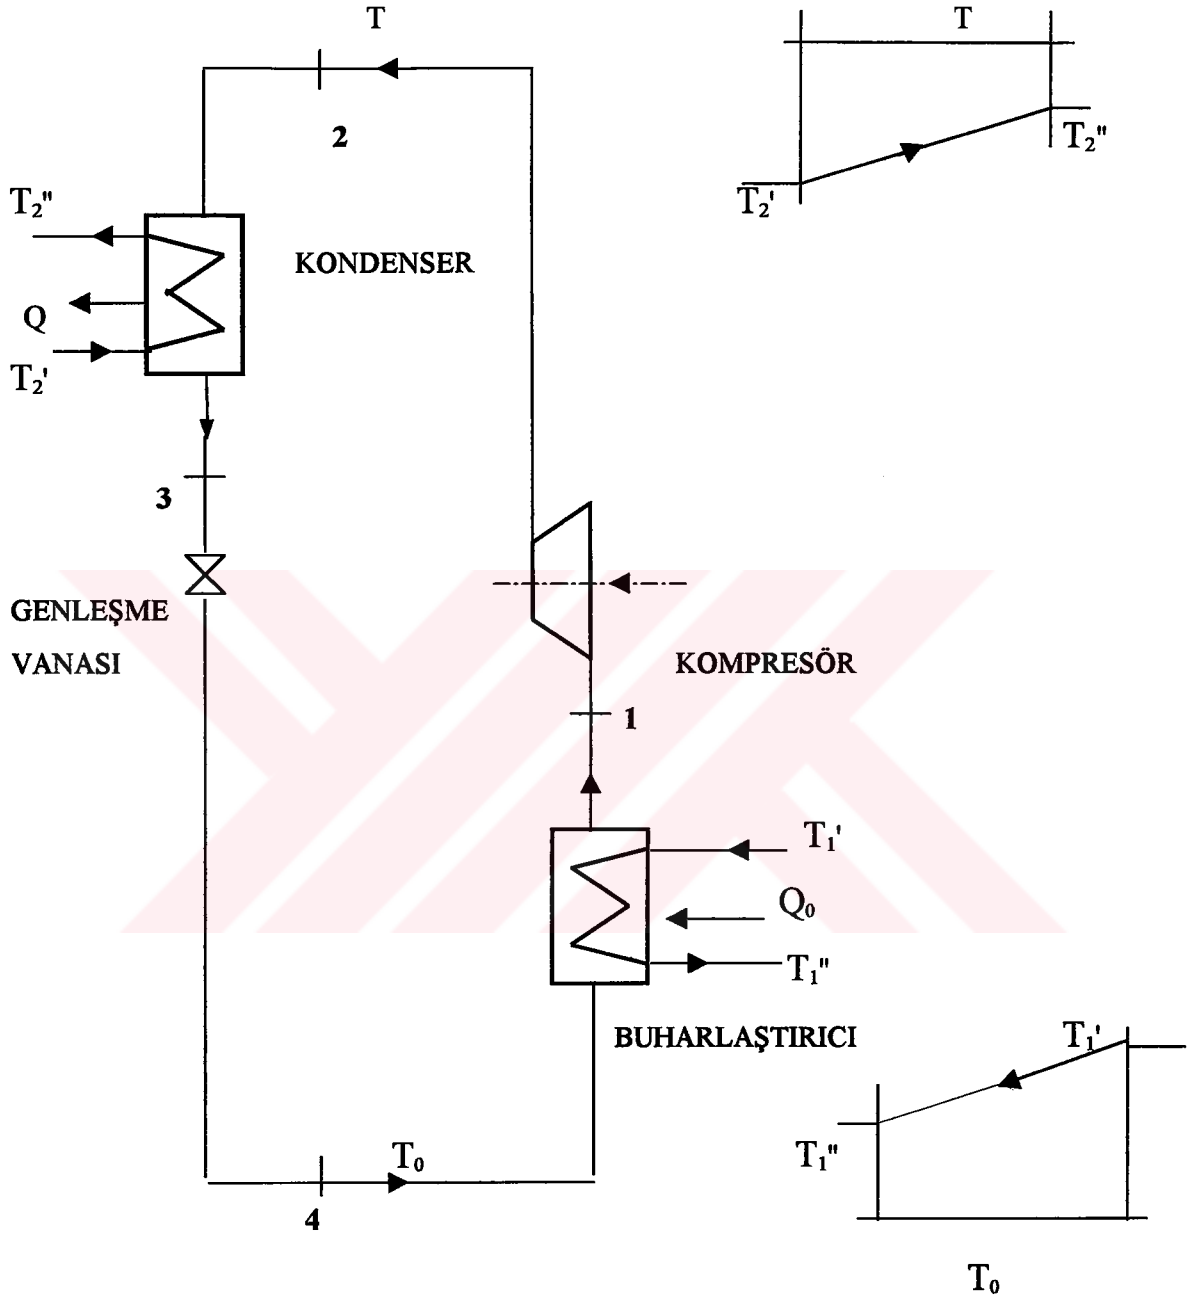 T
T
2
T₂"
T₂'
T₂"
KONDENSER
Q
T₂'
3
GENLEŞME
VANASI
KOMPRESÖR
1
T₁'
Q₀
T₁"
BUHARLAŞTIRICI
T₁'
T₁"
T₀
4
T₀